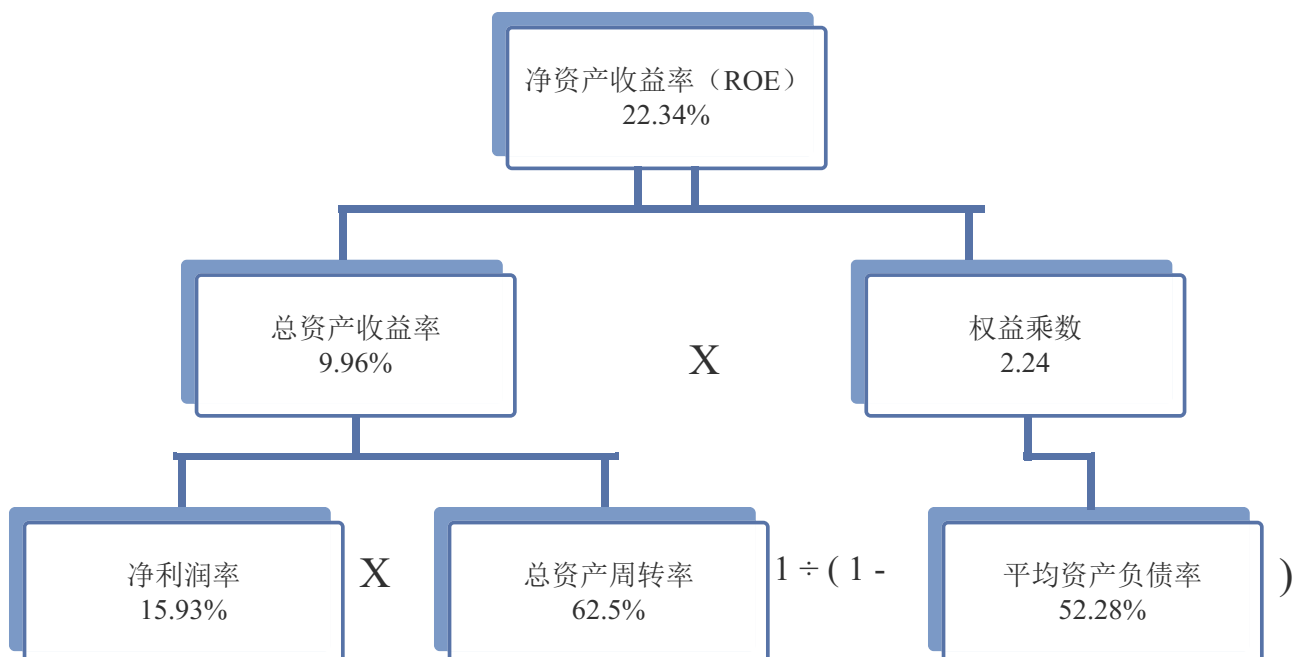 净资产收益率（ROE）
22.34%
总资产收益率
9.96%
X
权益乘数
2.24
净利润率
15.93%
X
总资产周转率
62.5%
1 ÷ ( 1 -
平均资产负债率
52.28%
)